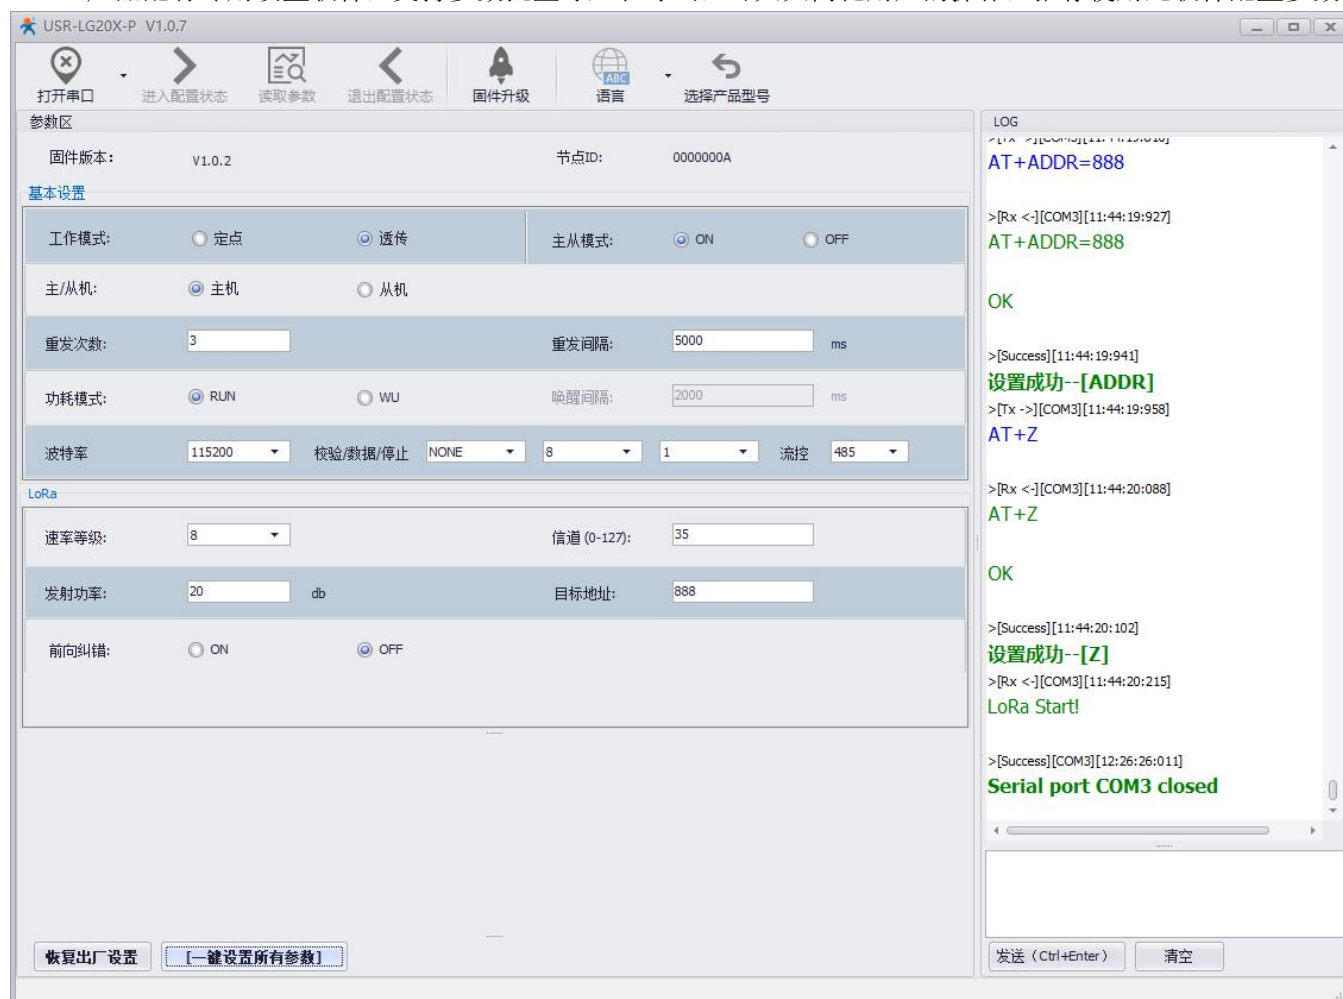 USR-LG20X-P V1.0.7
打开串口 进入配置状态 读取参数 退出配置状态 固件升级 ABC 语言 选择产品型号
参数区
固件版本: V1.0.2 节点ID: 0000000A
基本设置
工作模式: 定点 透传 主从模式: ON OFF
主/从机: 主机 从机
重发次数: 3 重发间隔: 5000 ms
功耗模式: RUN WU 唤醒间隔: 2000 ms
波特率 115200 校验/数据/停止 NONE 8 1 流控 485
LoRa
速率等级: 8 信道 (0-127): 35
发射功率: 20 db 目标地址: 888
前向纠错: ON OFF
恢复出厂设置 [一键设置所有参数]
LOG
AT+ADDR=888
>[Rx <-][COM3][11:44:19:927]
AT+ADDR=888
OK
>[Success][11:44:19:941]
设置成功--[ADDR]
>[Tx ->][COM3][11:44:19:958]
AT+Z
>[Rx <-][COM3][11:44:20:088]
AT+Z
OK
>[Success][11:44:20:102]
设置成功--[Z]
>[Rx <-][COM3][11:44:20:215]
LoRa Start!
>[Success][COM3][12:26:26:011]
Serial port COM3 closed
发送（Ctrl+Enter） 清空